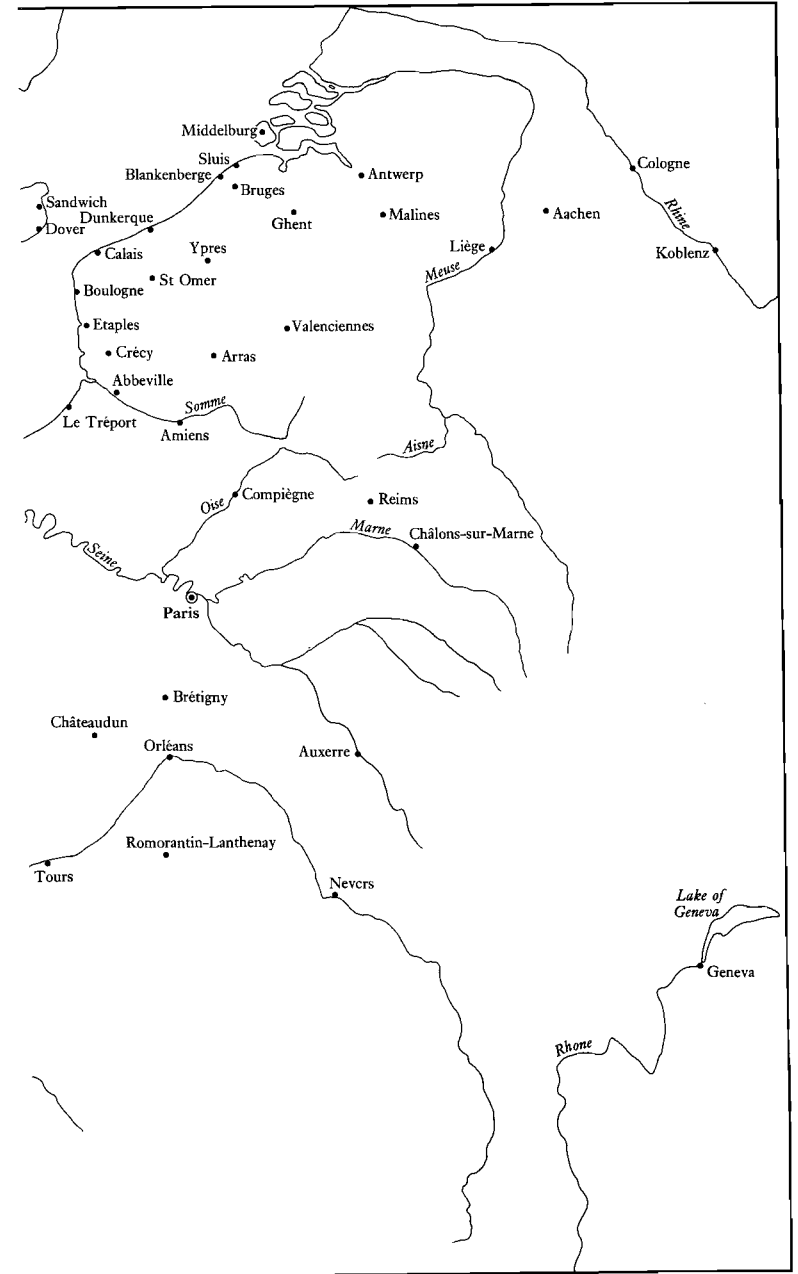 Middelburg
Sluis
Blankenberge
Bruges
Antwerp
Cologne
Sandwich
Dunkerque
Ghent
Malines
Aachen
Rhine
Dover
Calais
Ypres
Liège
Koblenz
St Omer
Meuse
Boulogne
Etaples
Valenciennes
Crécy
Arras
Abbeville
Somme
Le Tréport
Amiens
Aisne
Oise
Compiègne
Reims
Marne
Châlons-sur-Marne
Seine
Paris
Brétigny
Châteaudun
Orléans
Auxerre
Romorantin-Lanthenay
Tours
Nevers
Lake of
Geneva
Geneva
Rhone